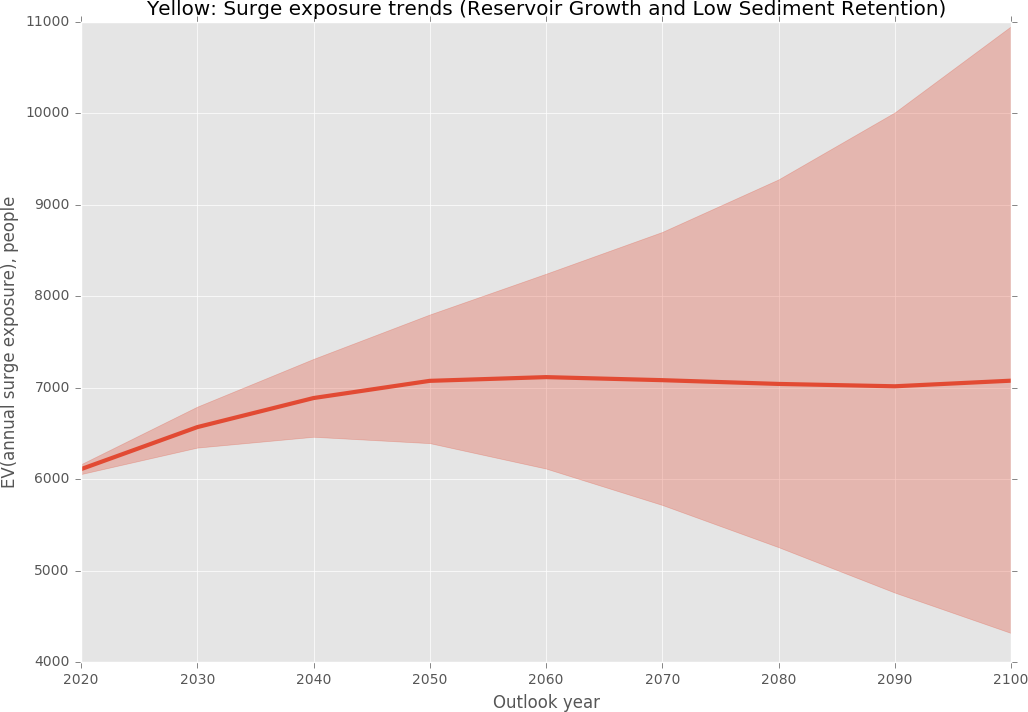 Yellow: Surge exposure trends (Reservoir Growth and Low Sediment Retention)
11000
10000
9000
8000
7000
6000
5000
4000
EV(annual surge exposure), people
2020 2030 2040 2050 2060 2070 2080 2090 2100
Outlook year